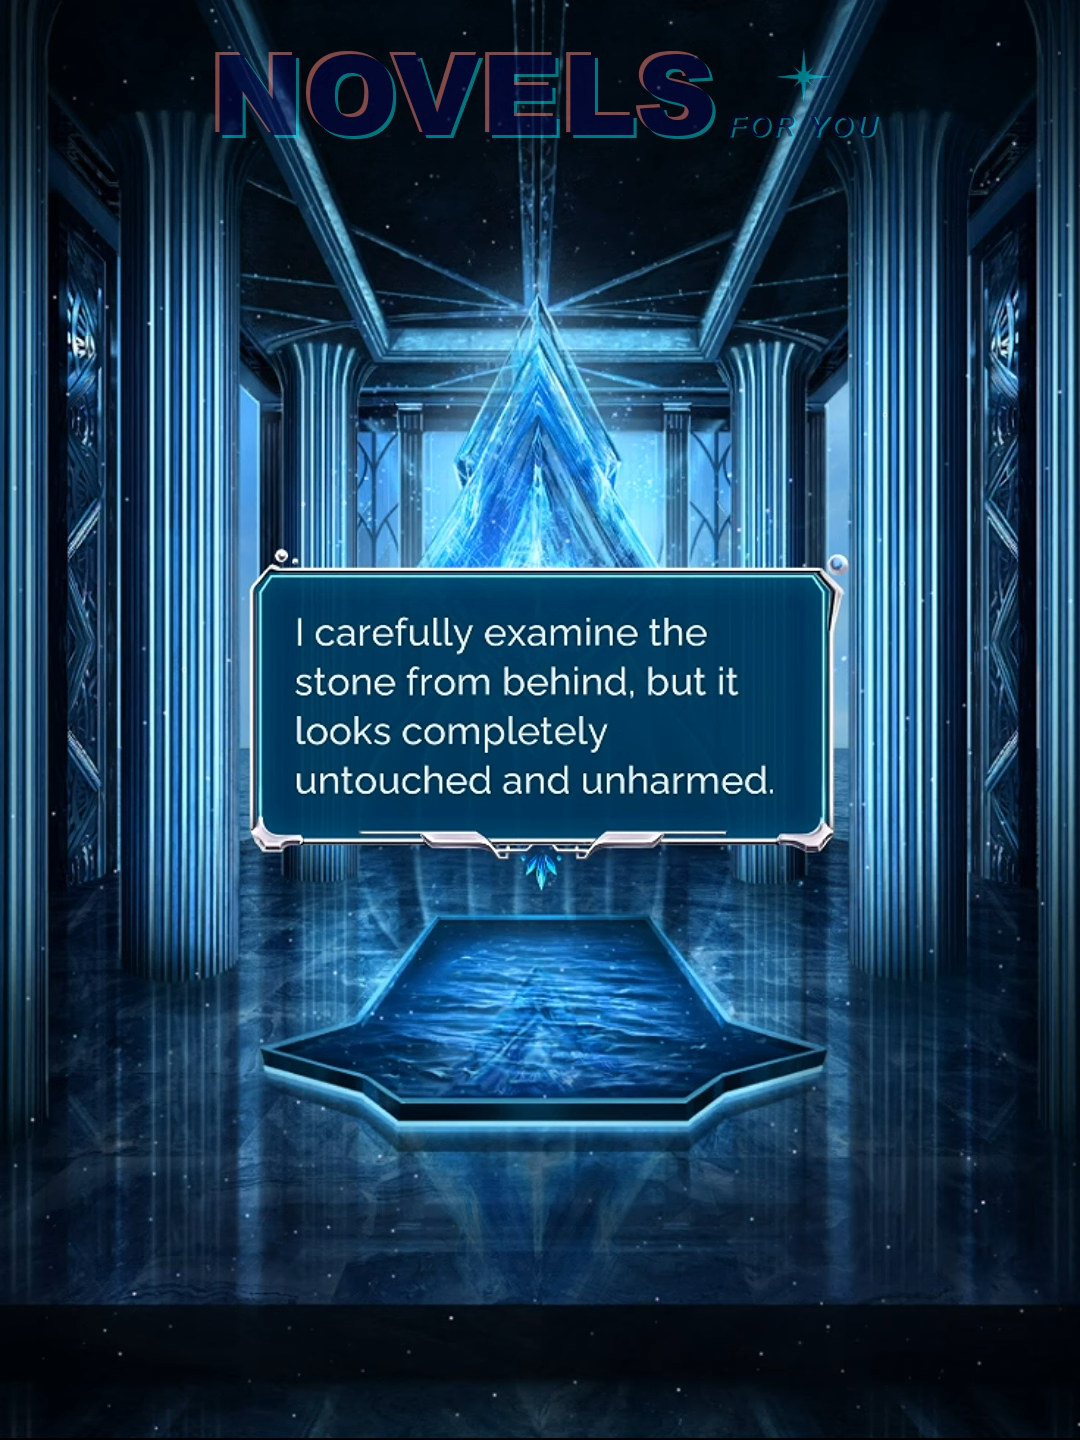 NOVELS
FOR YOU
I carefully examine the
stone from behind, but it
looks completely
untouched and unharmed.